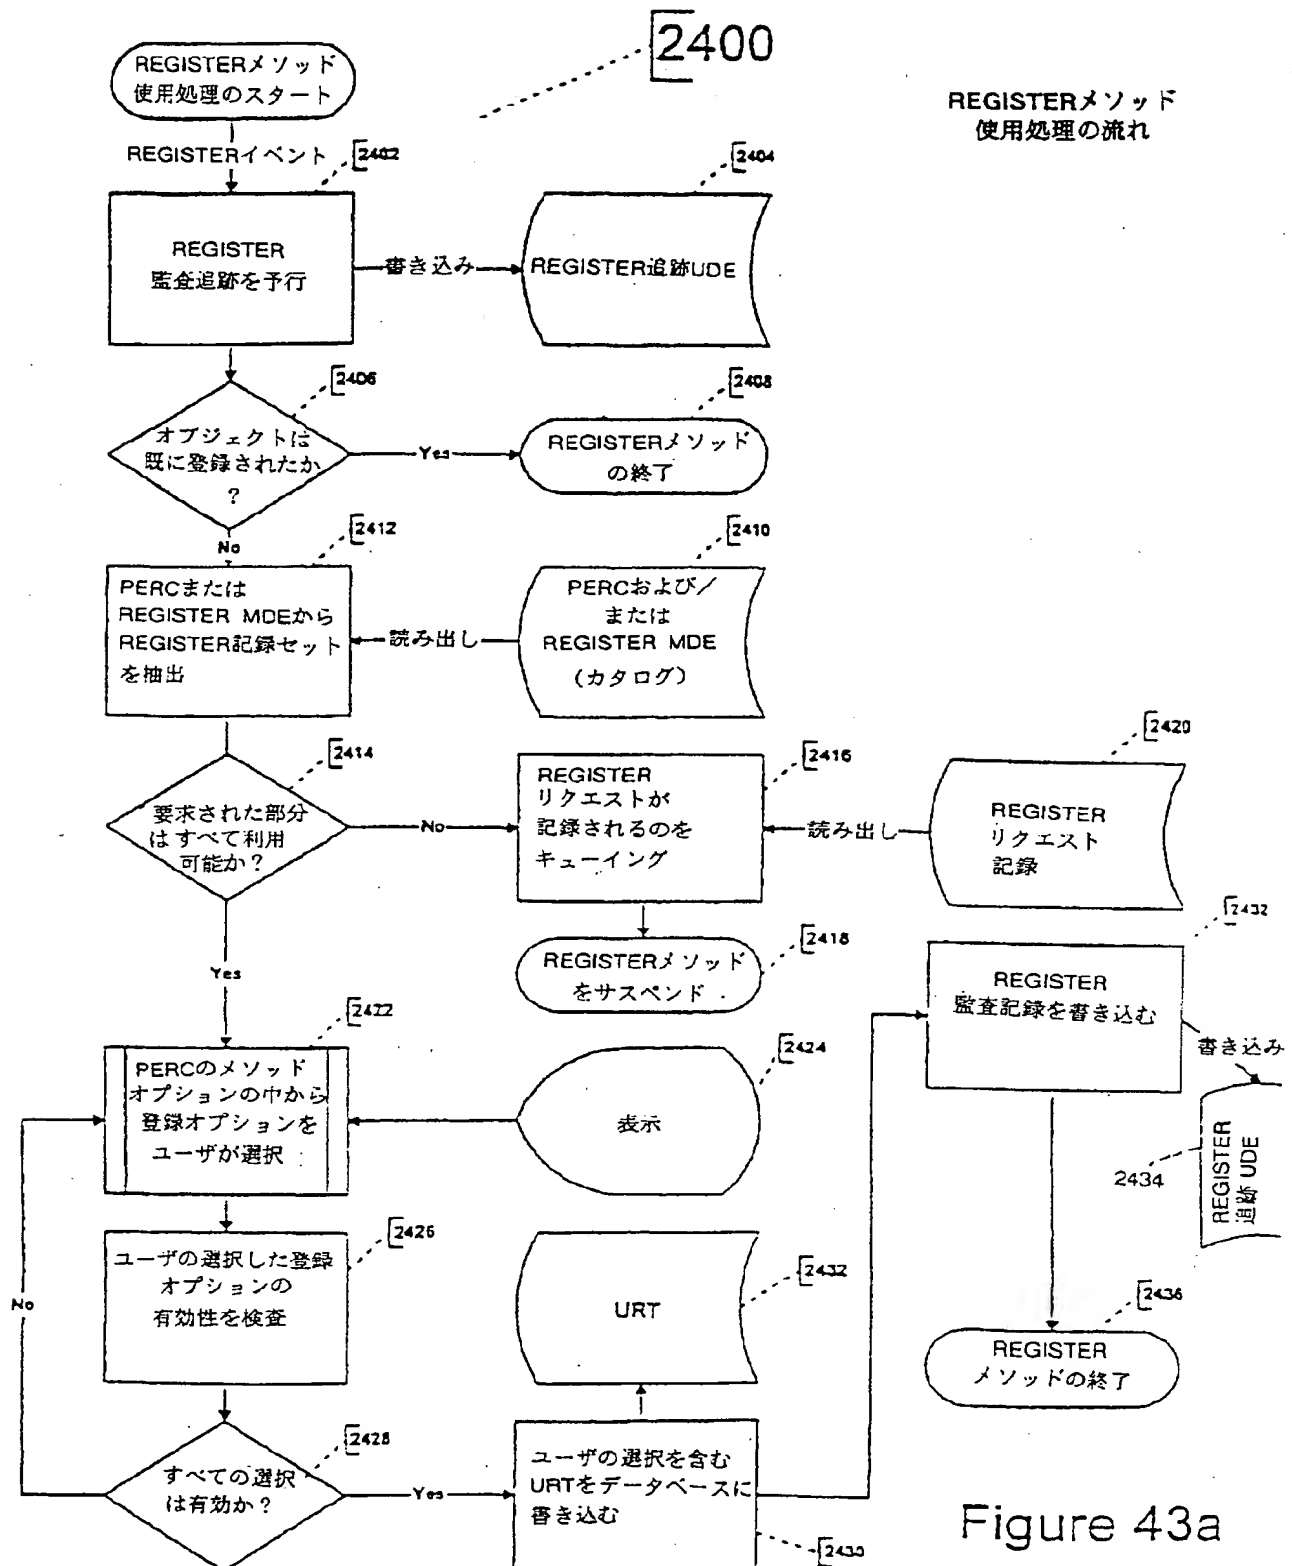 2400
REGISTERメソッド
使用処理のスタート
REGISTERメソッド
使用処理の流れ
REGISTERイベント
2402
2404
REGISTER
監査追跡を予行
書き込み
REGISTER追跡UDE
2406
2408
オブジェクトは
既に登録されたか
?
Yes
REGISTERメソッド
の終了
No
2412
2410
PERCまたは
REGISTER MDEから
REGISTER記録セット
を抽出
読み出し
PERCおよび/
または
REGISTER MDE
(カタログ)
2414
2416
2420
要求された部分
は すべて利用
可能か?
No
REGISTER
リクエストが
記録されるのを
キューイング
読み出し
REGISTER
リクエスト
記録
2418
2432
Yes
REGISTERメソッド
をサスペンド
REGISTER
監査記録を書き込む
書き込み
2422
2424
PERCのメソッド
オプションの中から
登録オプションを
ユーザが選択
表示
2434
REGISTER
追跡 UDE
2426
2432
ユーザの選択した登録
オプションの
有効性を検査
URT
No
2436
REGISTER
メソッドの終了
2428
すべての選択
は有効か?
Yes
ユーザの選択を含む
URTをデータベースに
書き込む
2430
Figure 43a